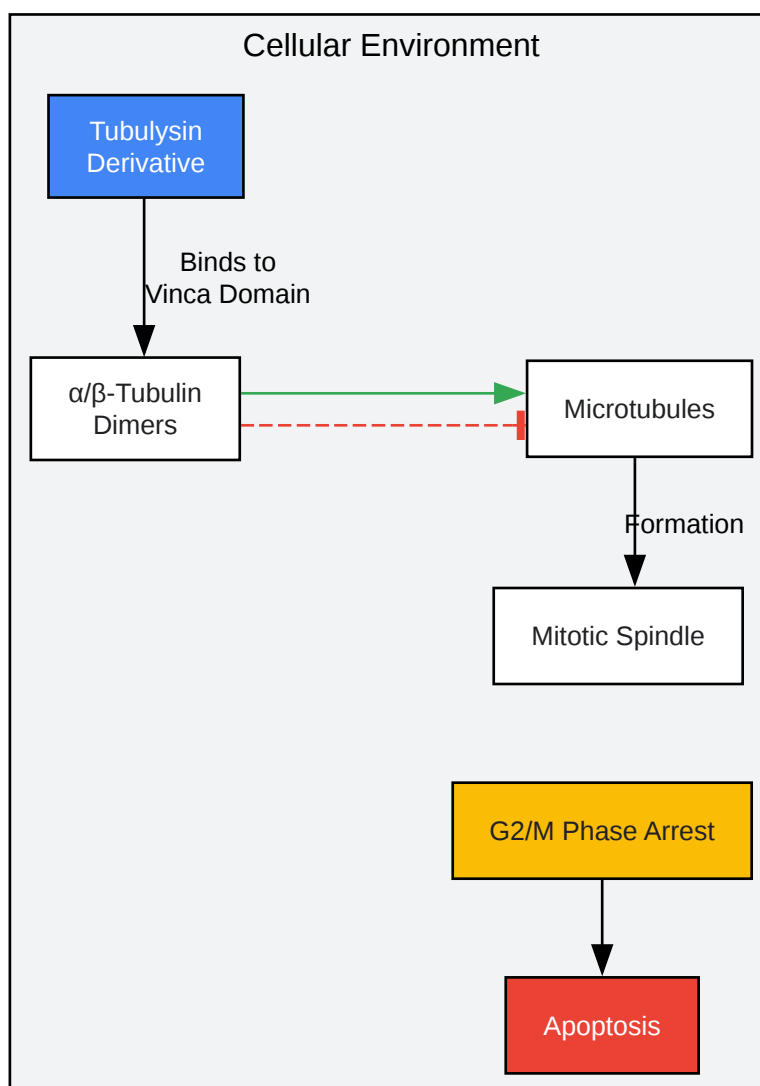 Cellular Environment
Tubulysin
Derivative
Binds to
Vinca Domain
α/β-Tubulin
Dimers
Microtubules
Formation
Mitotic Spindle
G2/M Phase Arrest
Apoptosis